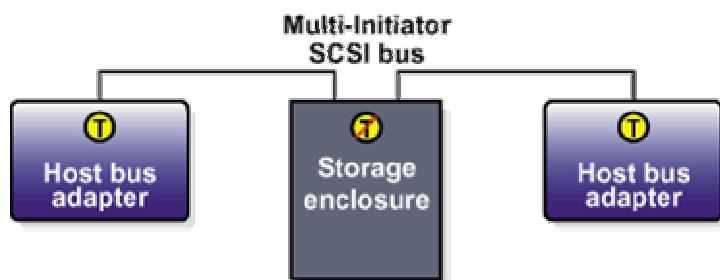 Multi-Initiator
SCSI bus
T
Host bus
adapter
T
Storage
enclosure
T
Host bus
adapter